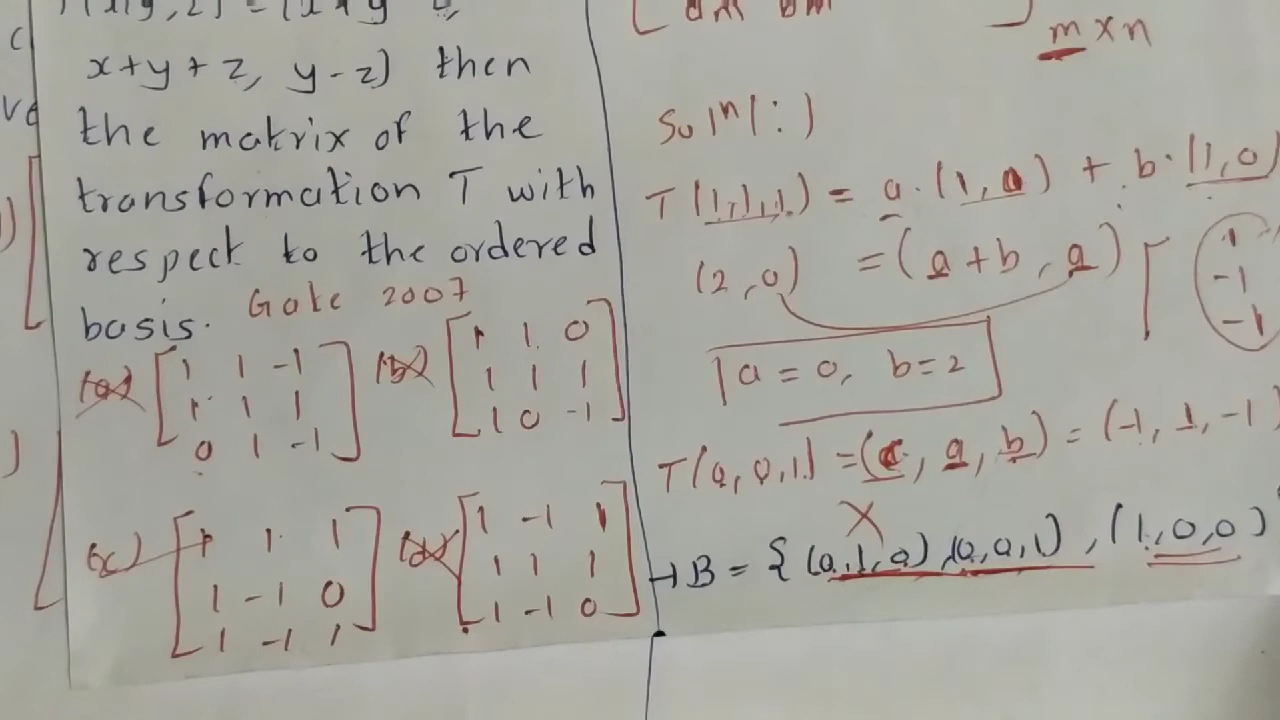 x+y+z, y-z) then
the matrix of the
transformation T with
respect to the ordered
basis. Gate 2007
(a) [1 1 -1
1 1 1
0 1 -1]
(b) [1 1 0
1 1 1
1 0 -1]
(c) [1 1 1
1 -1 0
1 -1 1]
(d) [1 -1 1
1 1 1
1 -1 0]
m×n
Soln(:)
T(1,1,1) = a.(1, ) + b.(1,0)
(2,0) = (a+b, a)
[1
-1
-1
a=0, b=2
T(0,0,1) = (c, a, b) = (-1, 1, -1)
X
→B = {(0,1,0),(0,0,1), (1,0,0)